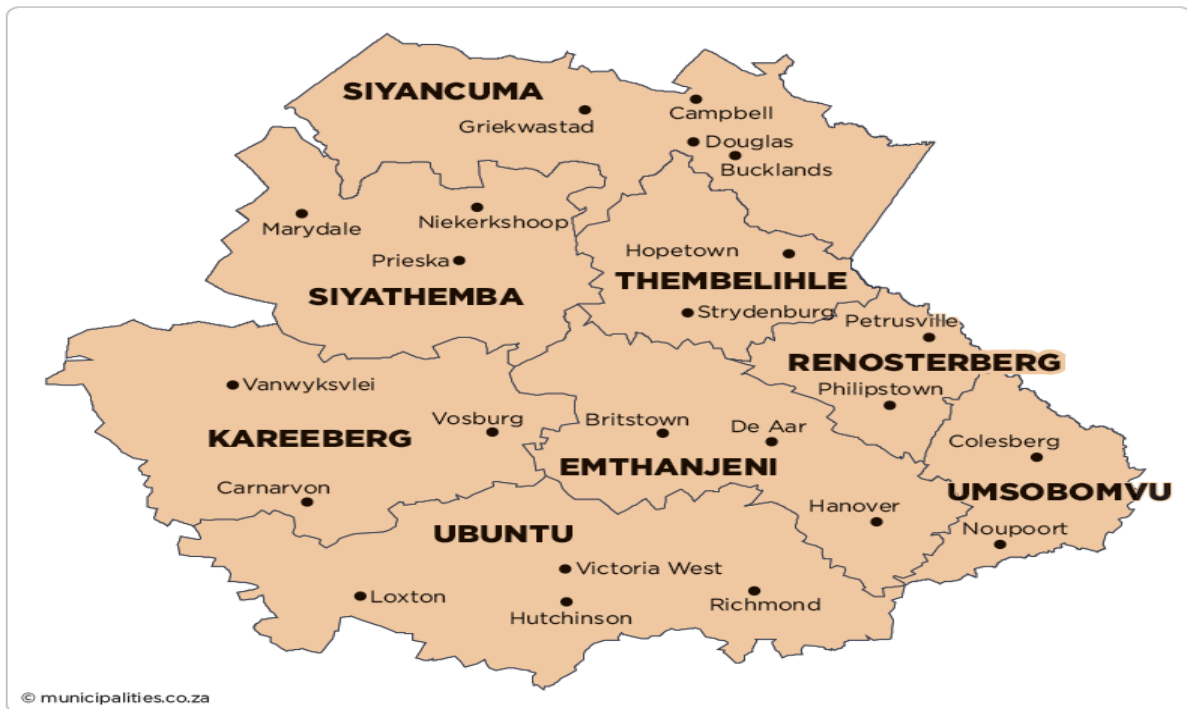 SIYANCUMA
Griekwastad
Campbell
Douglas
Bucklands
Marydale
Niekerkshoop
Prieska
SIYATHEMBA
Hopetown
THEMBELIHLE
Strydenburg
Petrusville
RENOSTERBERG
Philipstown
Vanwyksvlei
Vosburg
KAREEBERG
Carnarvon
Britstown
De Aar
EMTHANJENI
Hanover
Colesberg
UMSOBOMVU
Noupoort
UBUNTU
Victoria West
Loxton
Hutchinson
Richmond
© municipalities.co.za